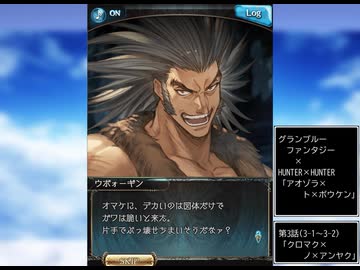 ON
Log
ウボォーギン
オマケに、デカいのは図体だけで
ガワは脆いと来た。
片手でぶっ壊せちまいそうだなァ?
SKIP
グランブルー
ファンタジー
×
HUNTER×HUNTER
「アオゾラ×
ト×ボウケン」
第3話(3-1～3-2)
「クロマク×
ノ×アンヤク」